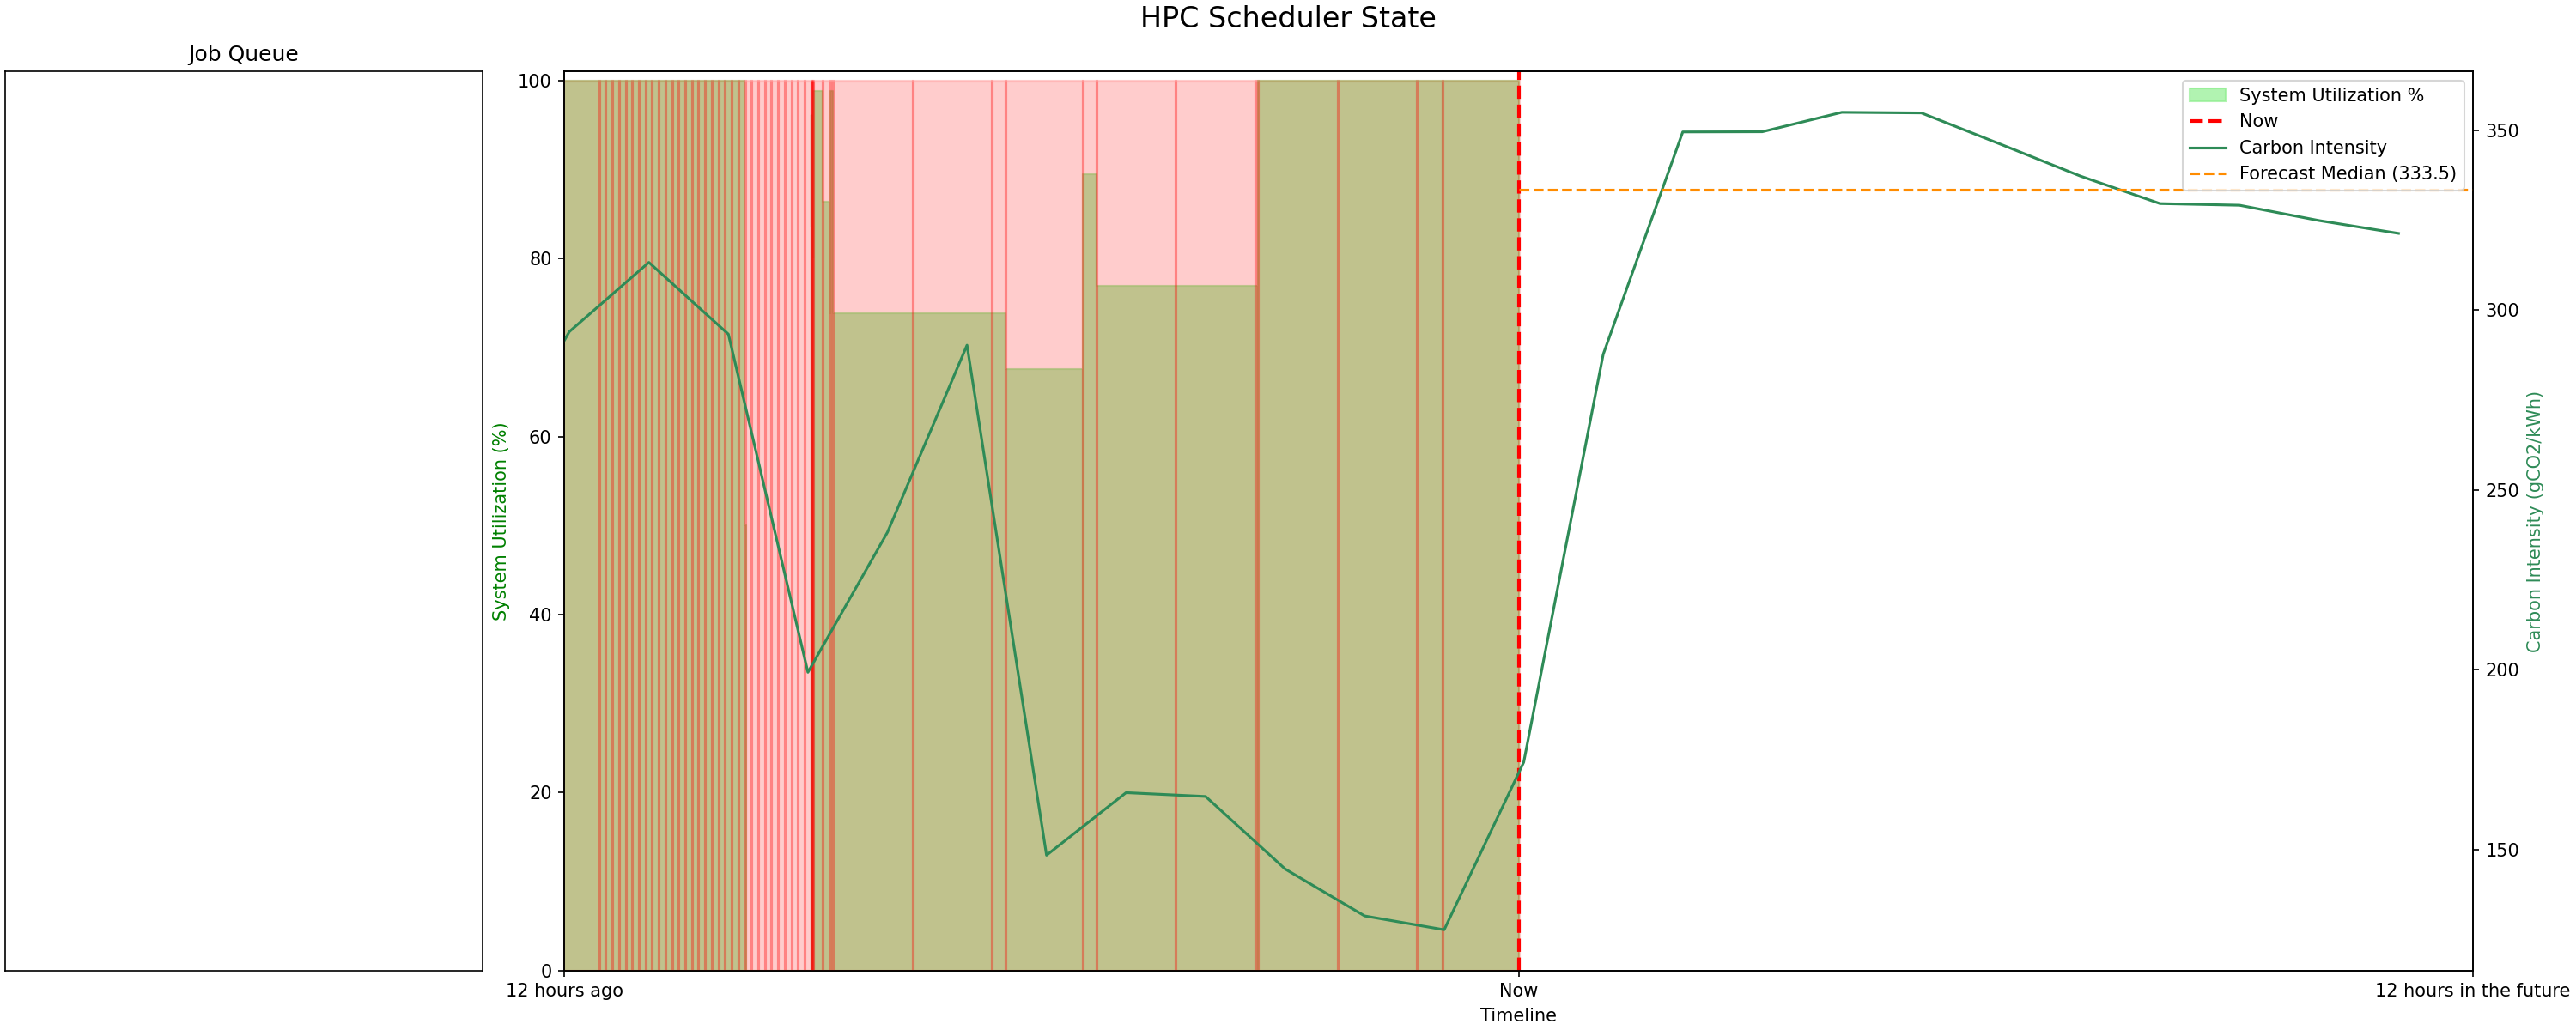 HPC Scheduler State
Job Queue
System Utilization (%)
100
80
60
40
20
0
System Utilization %
Now
Carbon Intensity
Forecast Median (333.5)
350
300
250
200
150
Carbon Intensity (gCO2/kWh)
12 hours ago
Now
12 hours in the future
Timeline